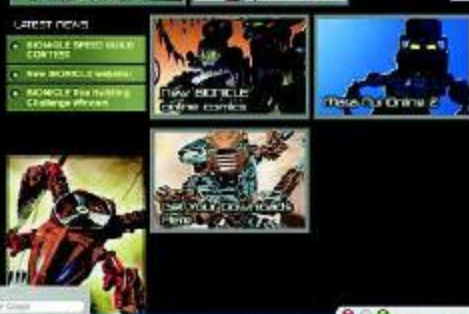 LATEST NEWS
BIONICLE SPEED BUILD
CONTEST
New BIONICLE website!
BIONICLE Building
Challenge Winners
New BIONICLE
online comics
Mata Nui Online 2
Get Your Downloads
Here